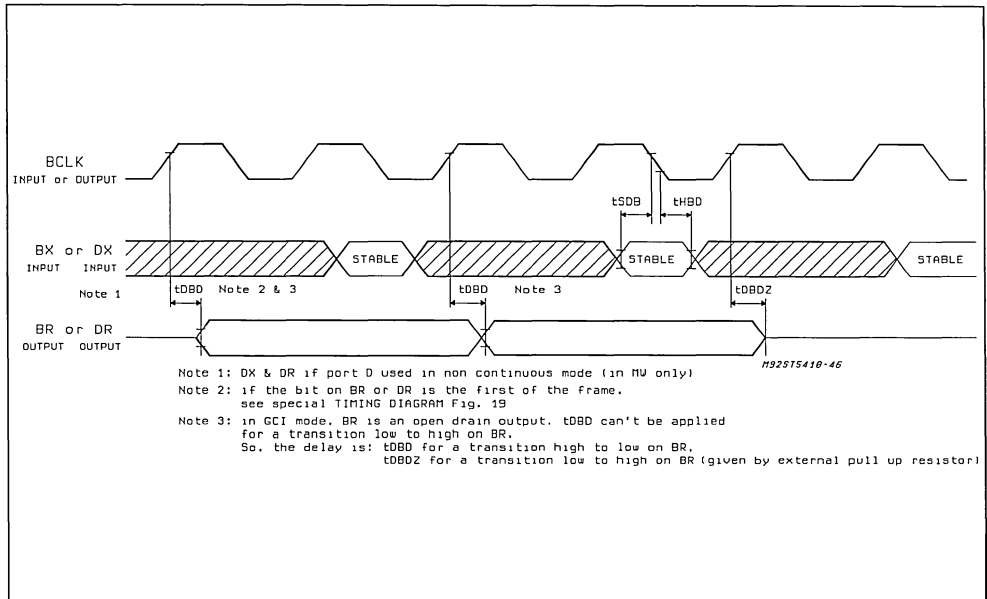 BCLK
INPUT or OUTPUT
tSDB tHBD
BX or DX
INPUT INPUT
STABLE STABLE STABLE
Note 1
tDBD Note 2 & 3 tDBD Note 3 tDBDZ
BR or DR
OUTPUT OUTPUT
M92ST5410-46
Note 1: DX & DR if port D used in non continuous mode (in MW only)
Note 2: if the bit on BR or DR is the first of the frame.
see special TIMING DIAGRAM Fig. 19
Note 3: in GCI mode. BR is an open drain output. tDBD can't be applied
for a transition low to high on BR.
So. the delay is: tDBD for a transition high to low on BR,
tDBDZ for a transition low to high on BR (given by external pull up resistor)